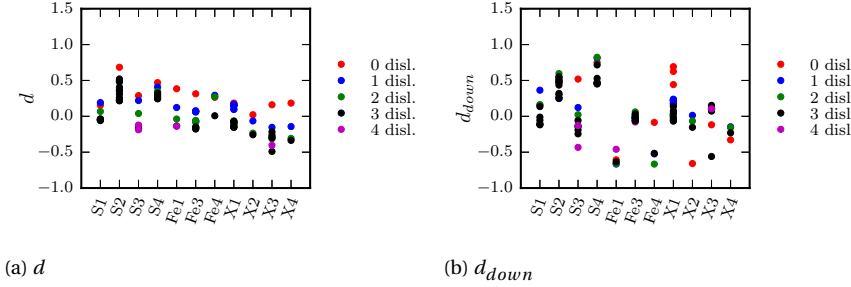 1.5
1.0
0.5
0.0
−0.5
−1.0
d
S1
S2
S3
S4
Fe1
Fe3
Fe4
X1
X2
X3
X4
0 disl.
1 disl.
2 disl.
3 disl.
4 disl.
(a) d
1.5
1.0
0.5
0.0
−0.5
−1.0
d_down
S1
S2
S3
S4
Fe1
Fe3
Fe4
X1
X2
X3
X4
0 disl.
1 disl.
2 disl.
3 disl.
4 disl.
(b) d_down